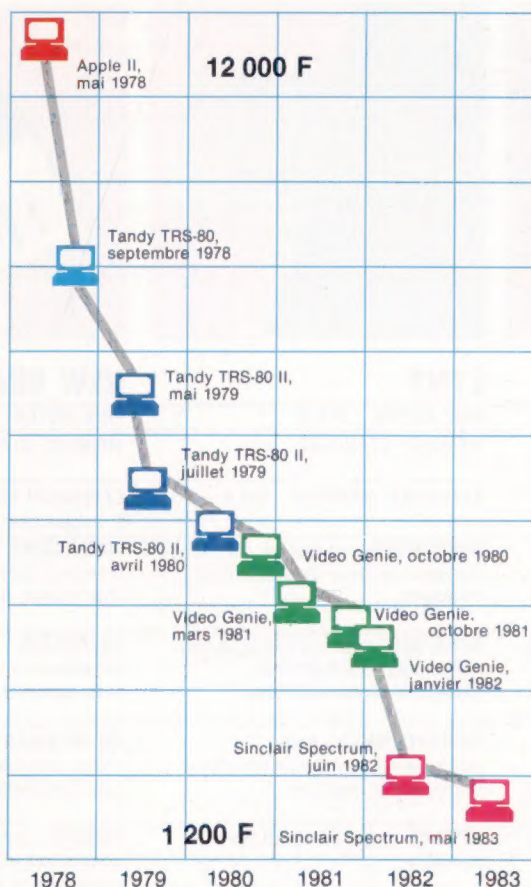 Apple II,
mai 1978
12 000 F
Tandy TRS-80,
septembre 1978
Tandy TRS-80 II,
mai 1979
Tandy TRS-80 II,
juillet 1979
Tandy TRS-80 II,
avril 1980
Video Genie, octobre 1980
Video Genie,
mars 1981
Video Genie,
octobre 1981
Video Genie,
janvier 1982
Sinclair Spectrum,
juin 1982
1 200 F
Sinclair Spectrum, mai 1983
1978 1979 1980 1981 1982 1983